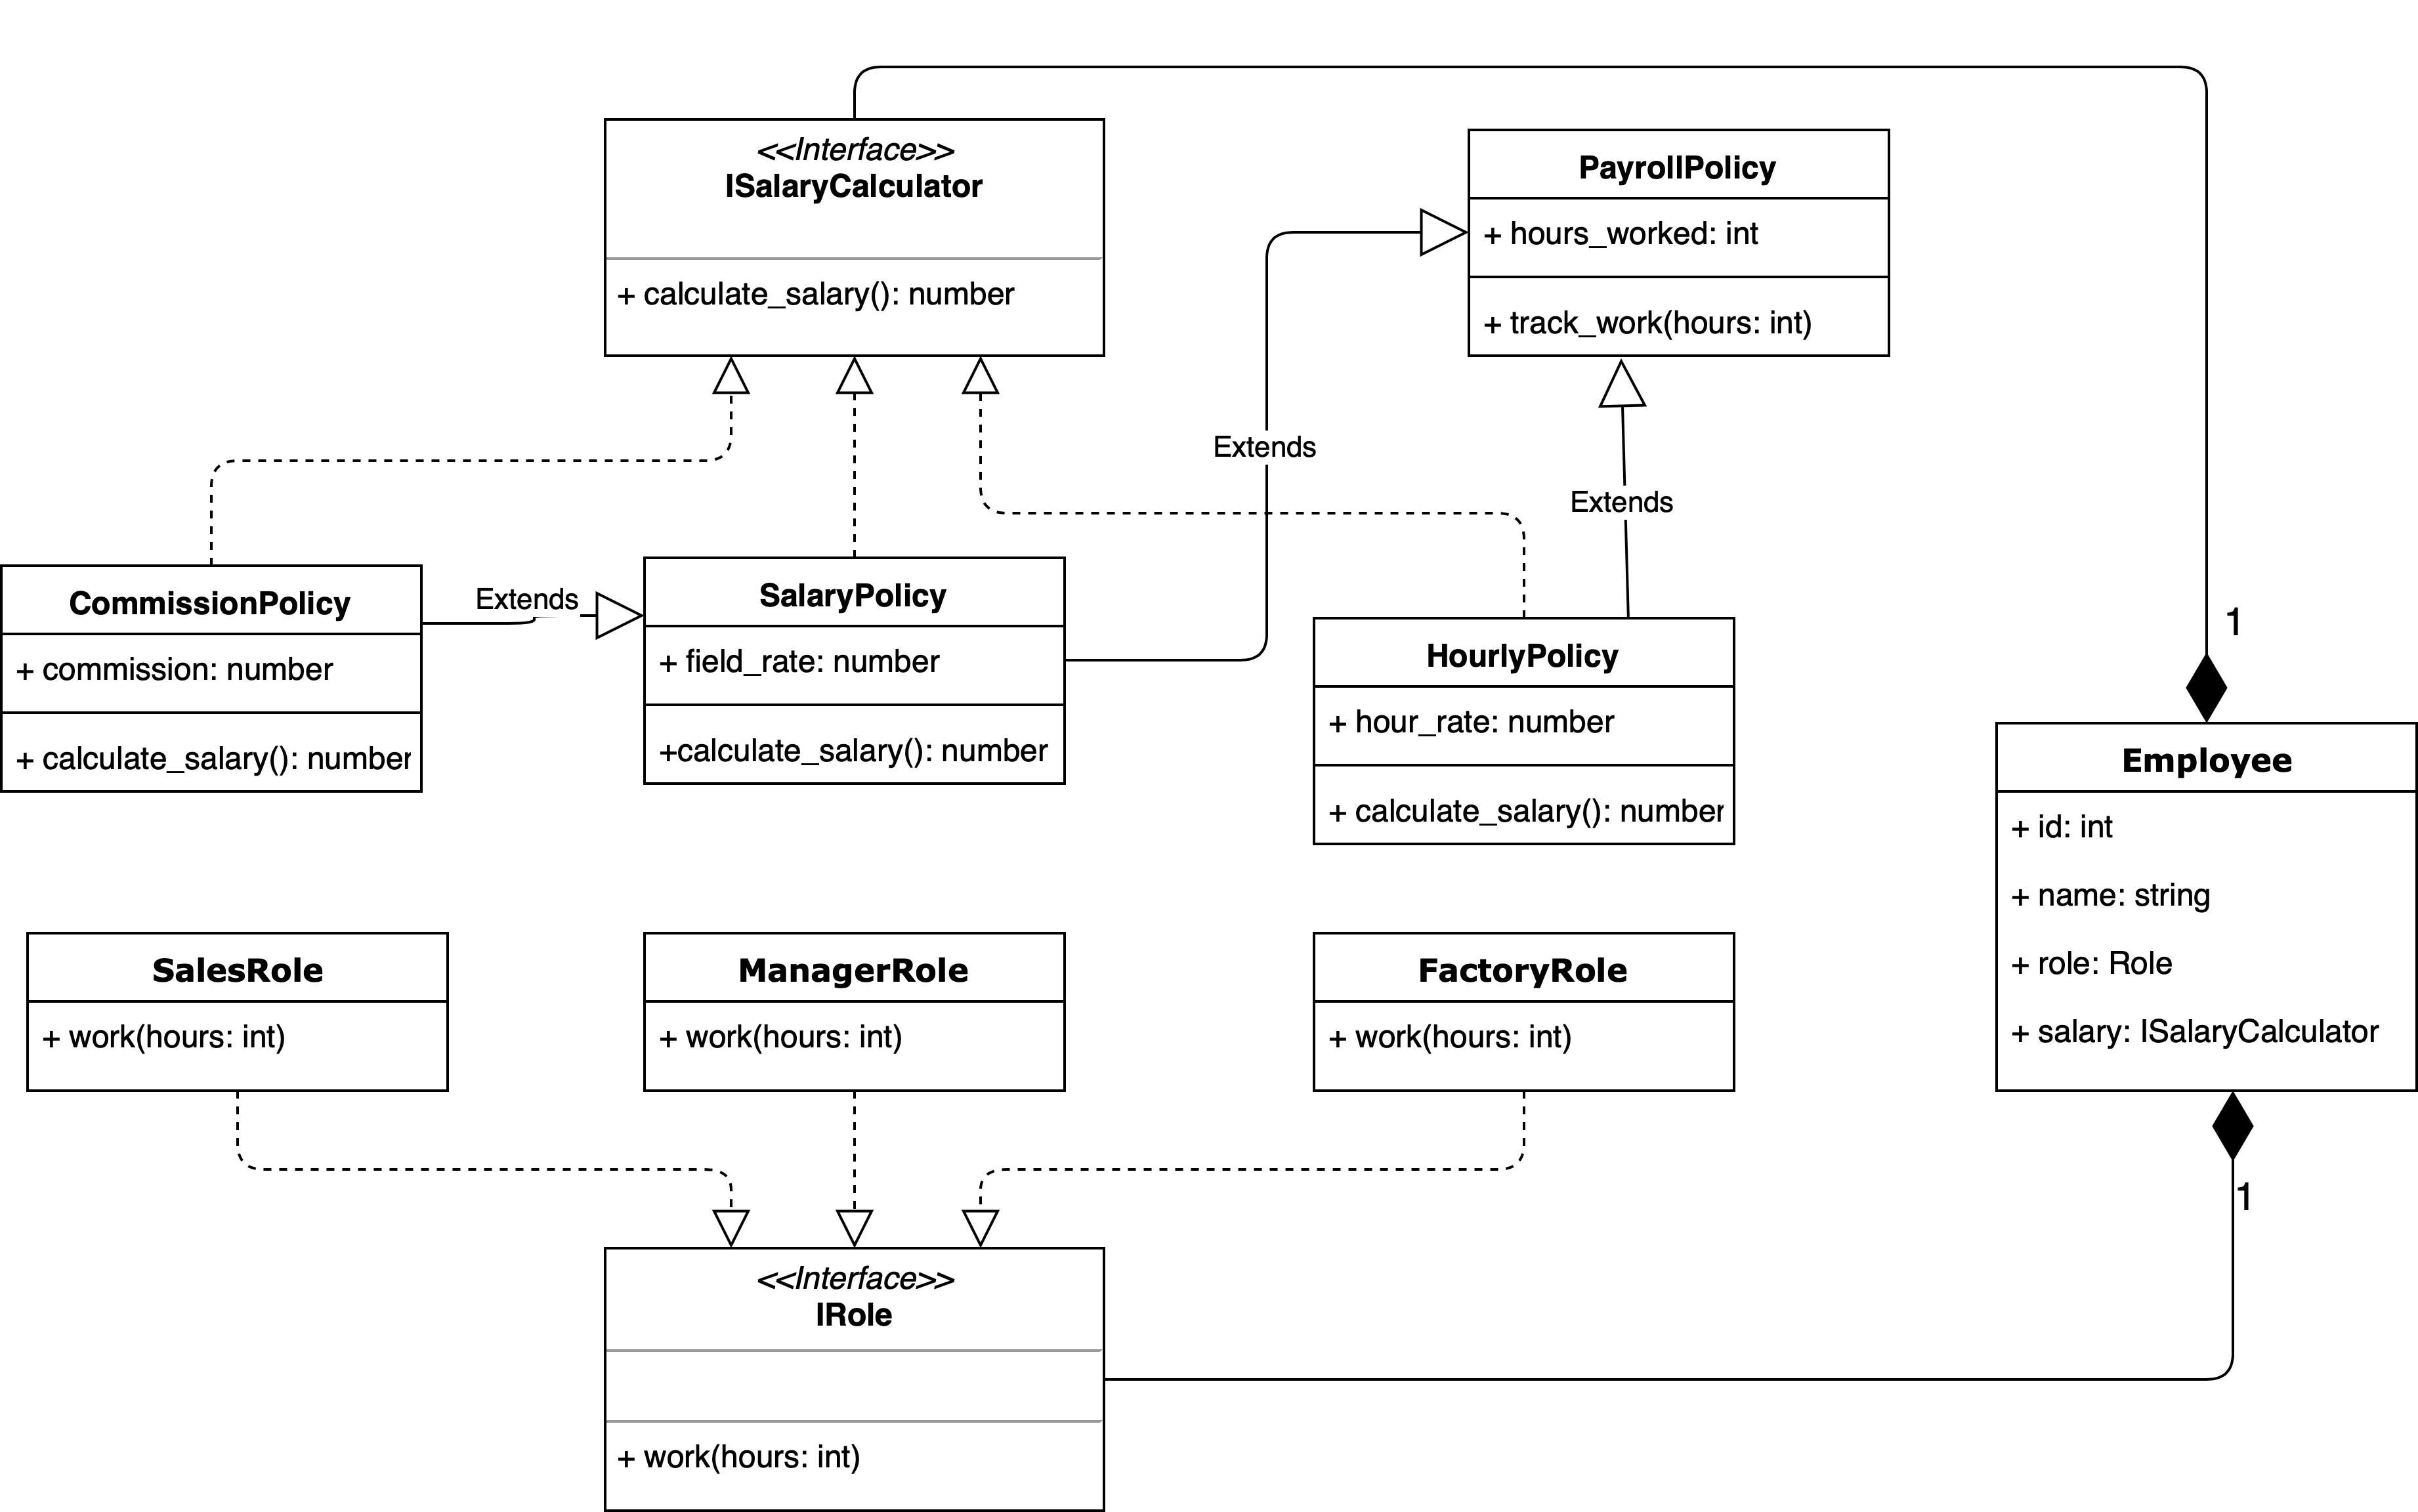 <<Interface>>
ISalaryCalculator
+ calculate_salary(): number
PayrollPolicy
+ hours_worked: int
+ track_work(hours: int)
Extends
Extends
Extends
CommissionPolicy
+ commission: number
+ calculate_salary(): number
SalaryPolicy
+ field_rate: number
+calculate_salary(): number
HourlyPolicy
+ hour_rate: number
+ calculate_salary(): number
1
Employee
+ id: int
+ name: string
+ role: Role
+ salary: ISalaryCalculator
1
SalesRole
+ work(hours: int)
ManagerRole
+ work(hours: int)
FactoryRole
+ work(hours: int)
<<Interface>>
IRole
+ work(hours: int)